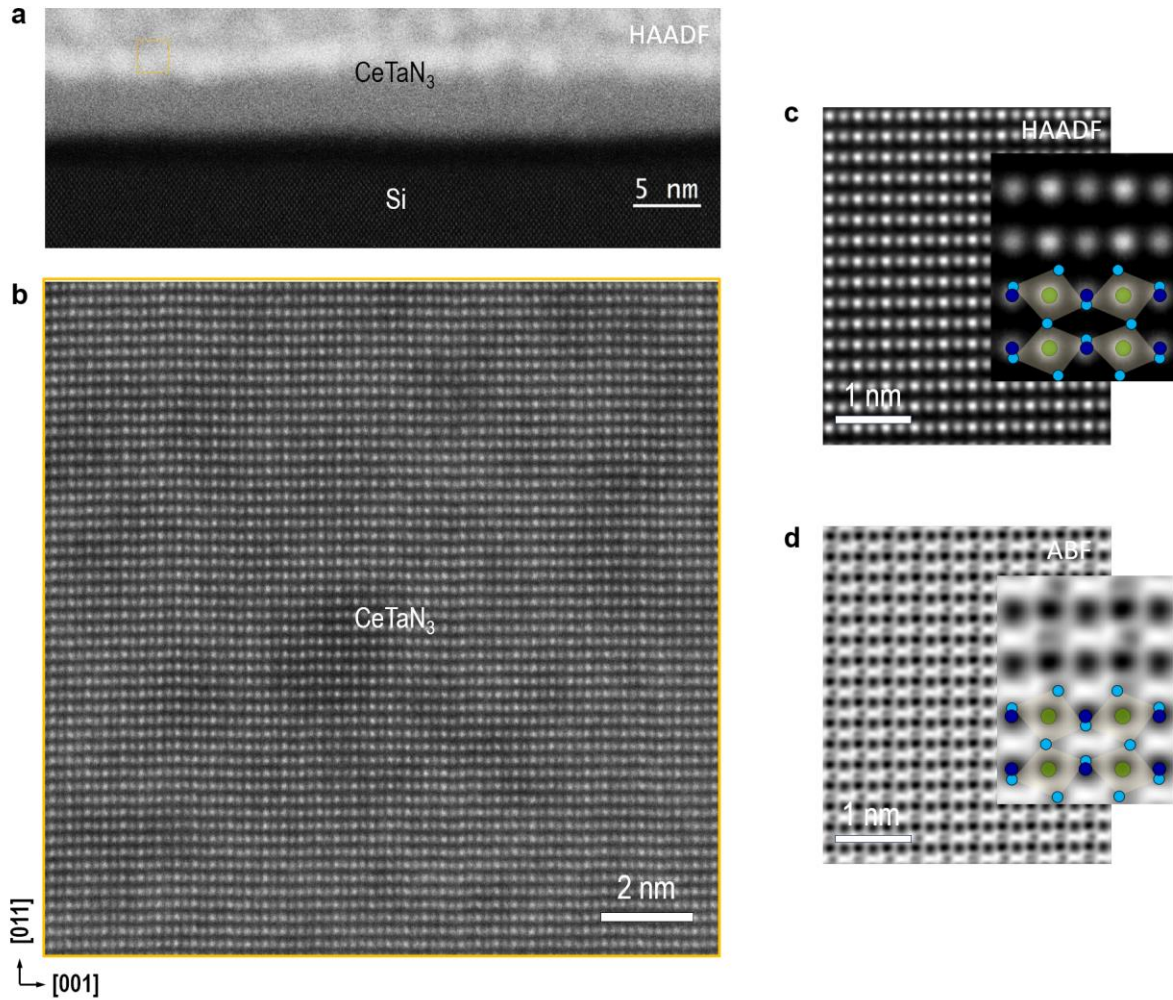 a
HAADF
CeTaN3
Si
5 nm
b
CeTaN3
2 nm
[011]
[001]
c
HAADF
1 nm
d
ABF
1 nm